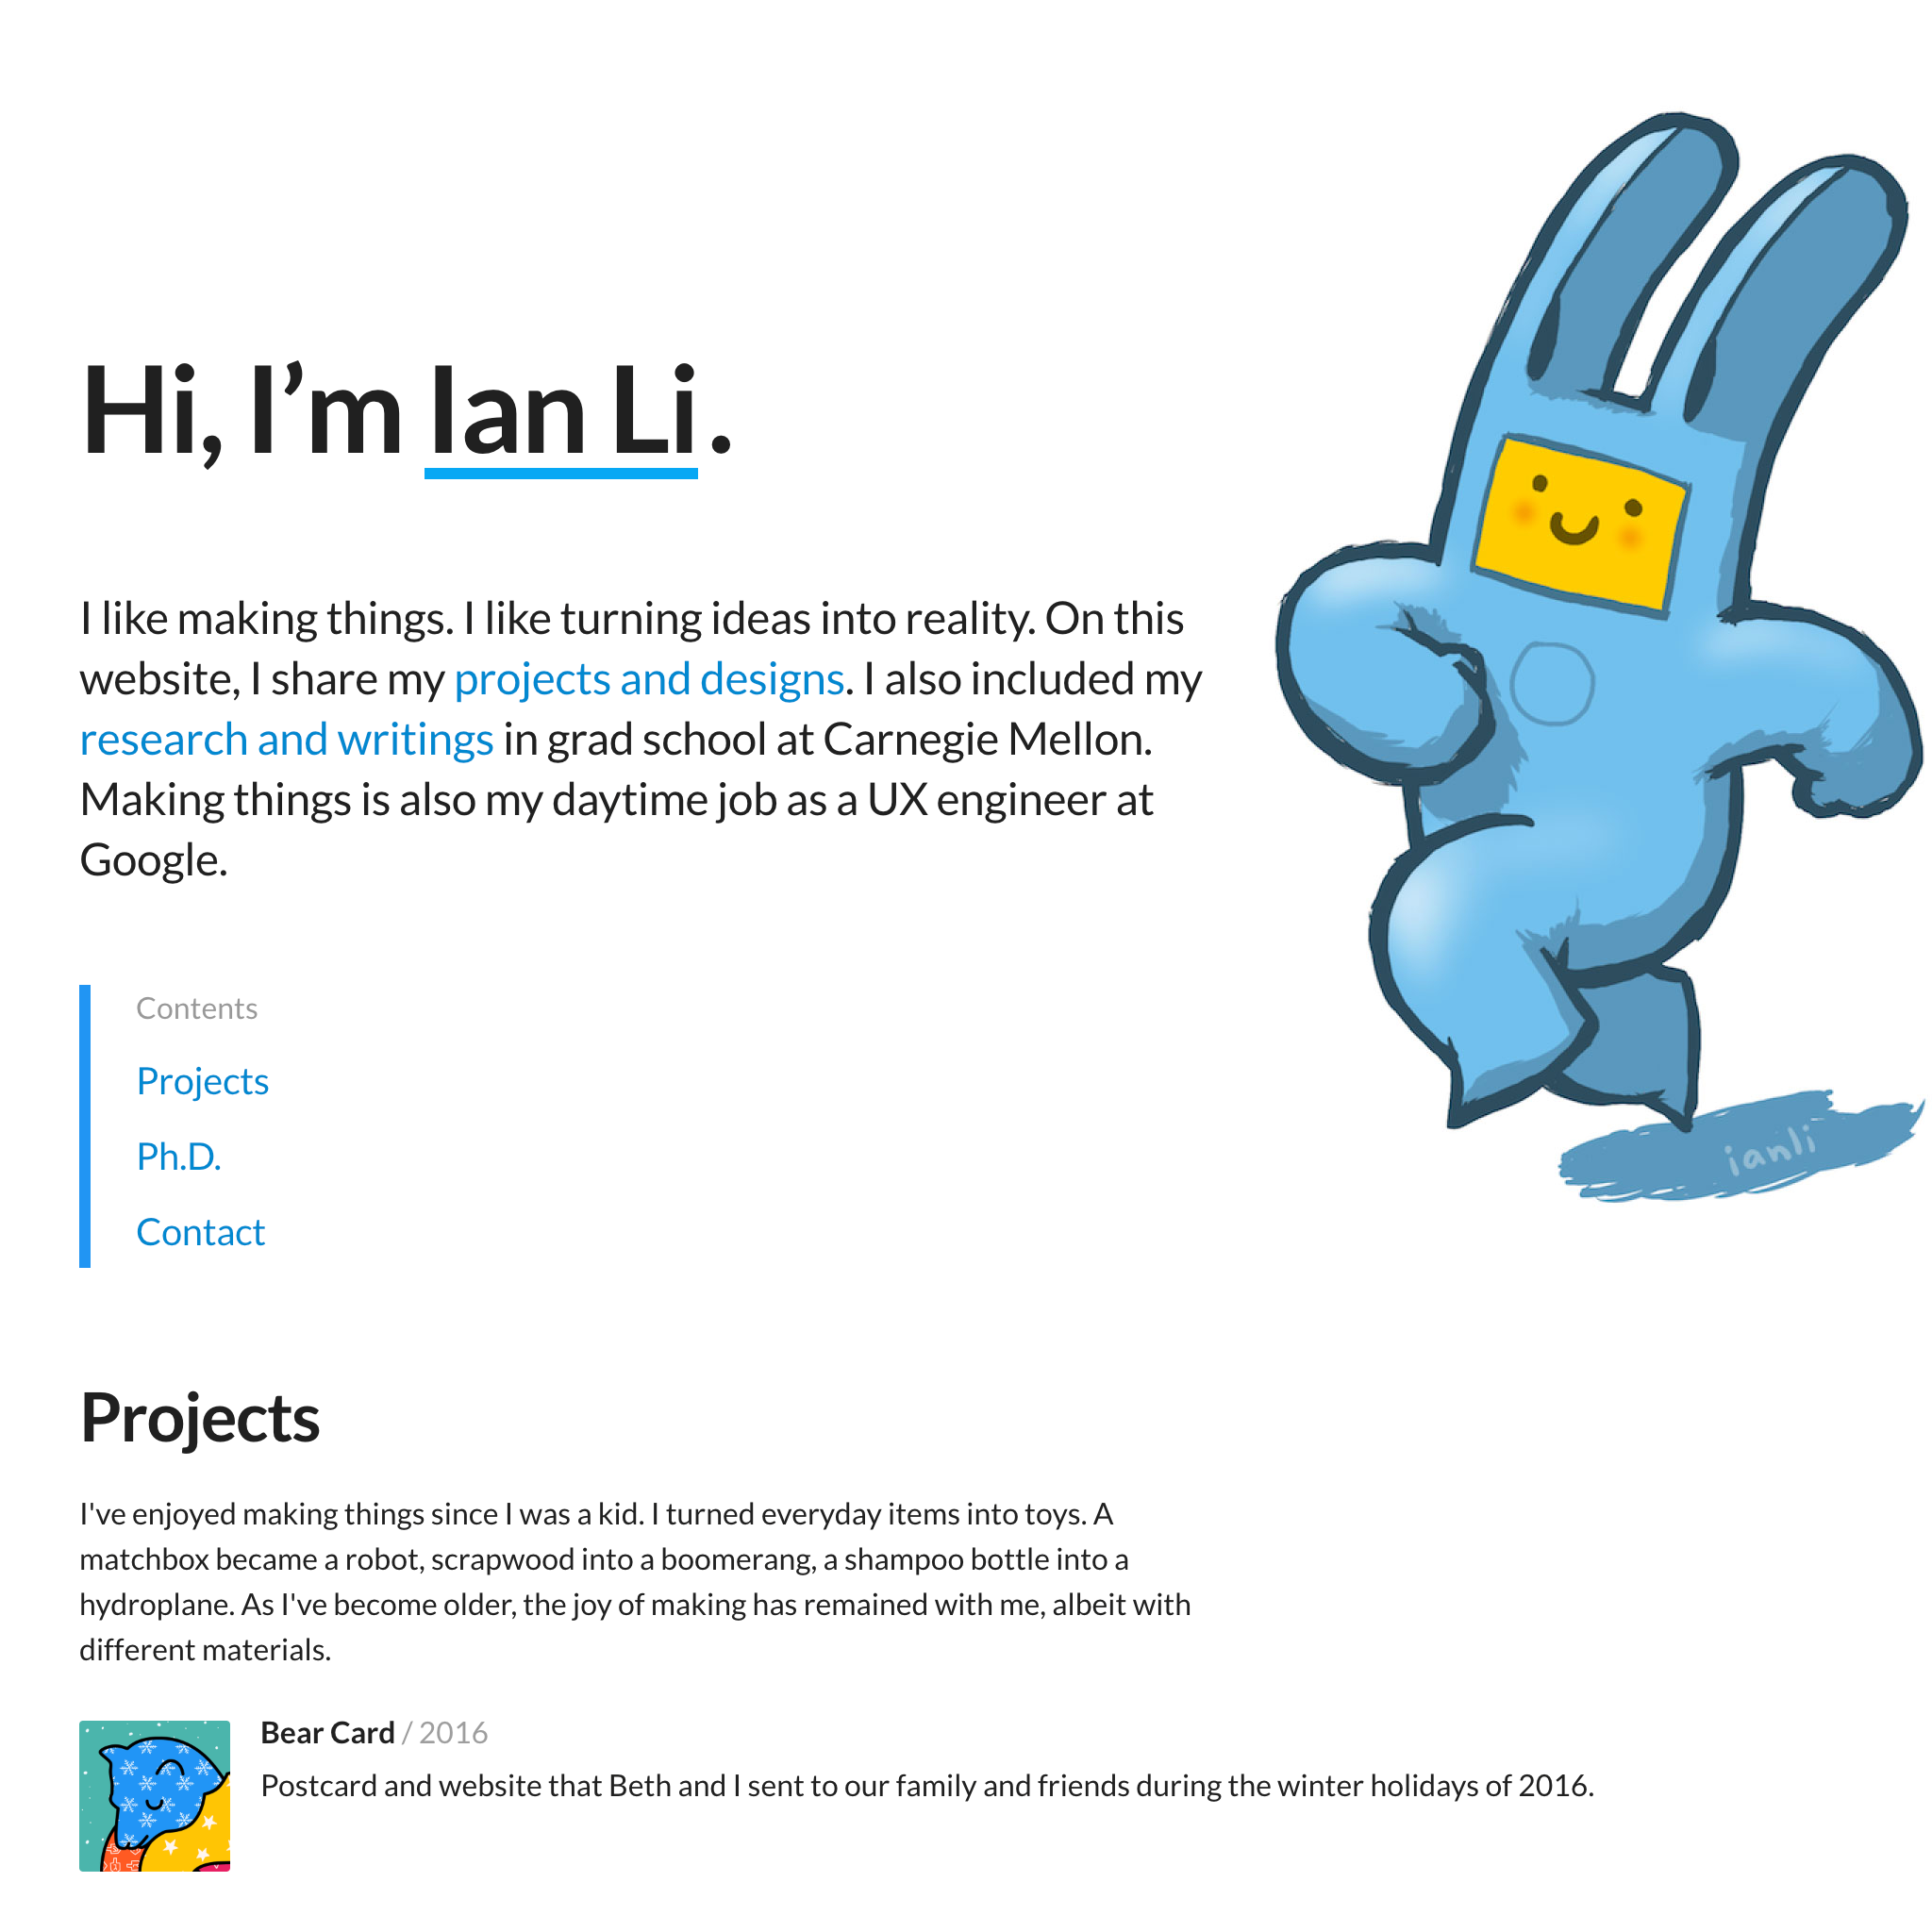 Hi, I’m Ian Li.
I like making things. I like turning ideas into reality. On this
website, I share my projects and designs. I also included my
research and writings in grad school at Carnegie Mellon.
Making things is also my daytime job as a UX engineer at
Google.
Contents
Projects
Ph.D.
Contact
ianli
Projects
I've enjoyed making things since I was a kid. I turned everyday items into toys. A
matchbox became a robot, scrapwood into a boomerang, a shampoo bottle into a
hydroplane. As I've become older, the joy of making has remained with me, albeit with
different materials.
Bear Card / 2016
Postcard and website that Beth and I sent to our family and friends during the winter holidays of 2016.